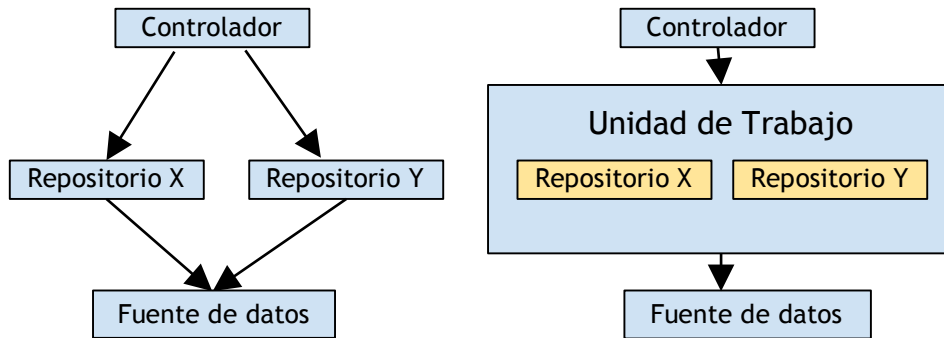 Controlador
Repositorio X
Repositorio Y
Fuente de datos
Controlador
Unidad de Trabajo
Repositorio X
Repositorio Y
Fuente de datos